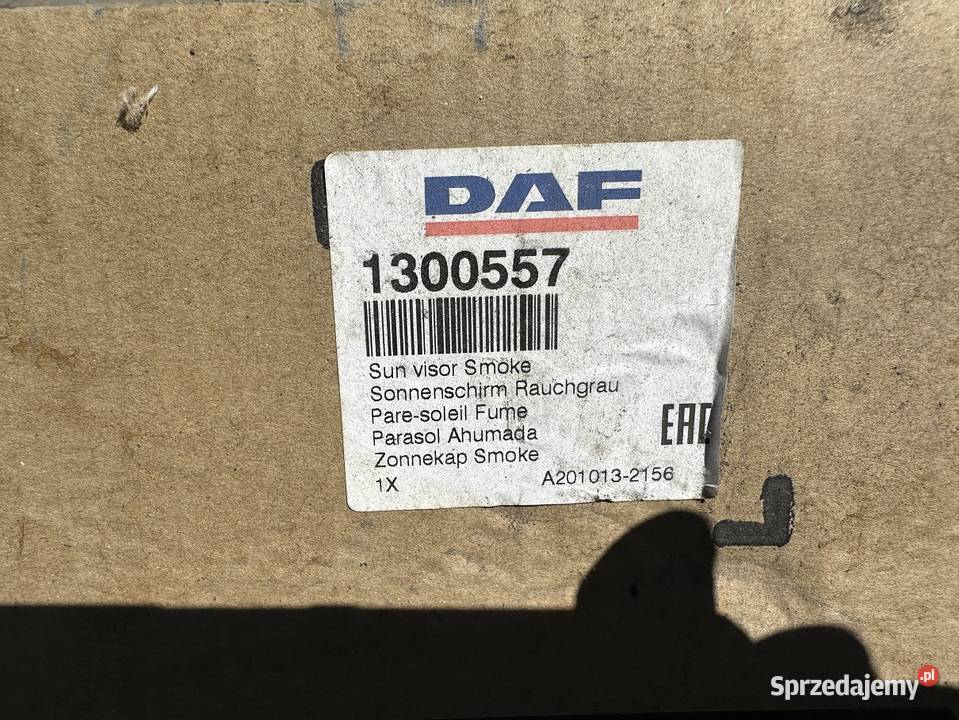 DAF
1300557
Sun visor Smoke
Sonnenschirm Rauchgrau
Pare-soleil Fume
Parasol Ahumada
Zonnekap Smoke
EAC
1X A201013-2156
Sprzedajemy.pl